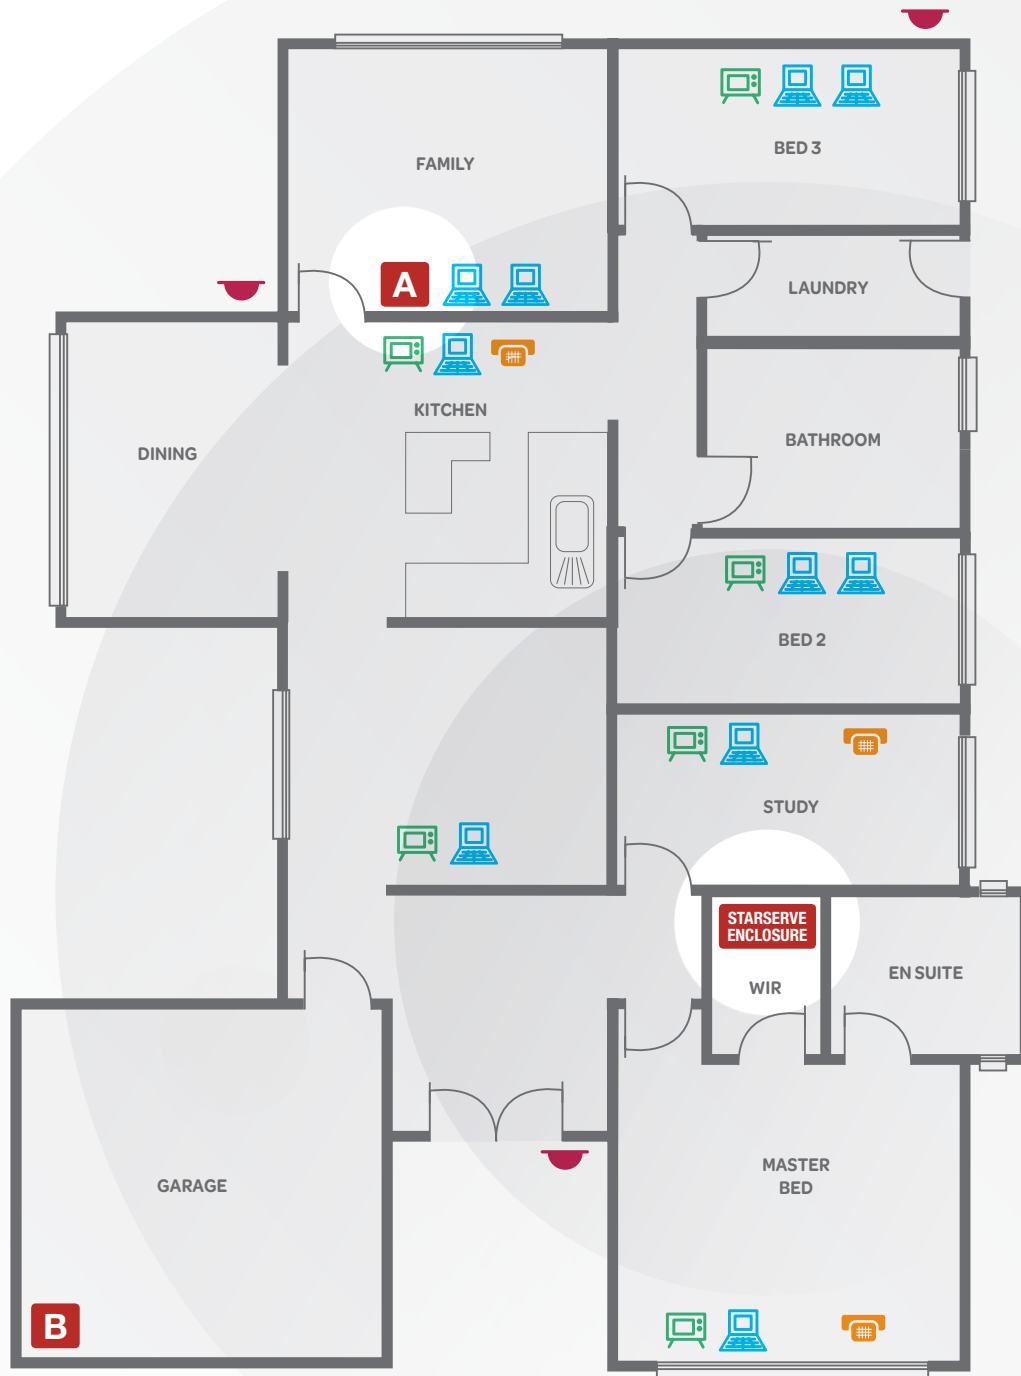 BED 3
FAMILY
A
LAUNDRY
KITCHEN
BATHROOM
DINING
BED 2
STUDY
STARSERVE
ENCLOSURE
WIR
EN SUITE
MASTER
BED
GARAGE
B